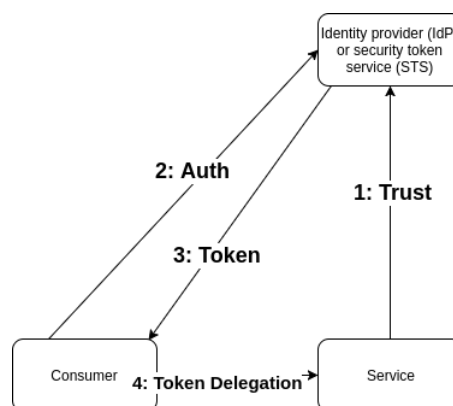 Identity provider (IdP
or security token
service (STS)
2: Auth
1: Trust
3: Token
Consumer
4: Token Delegation
Service